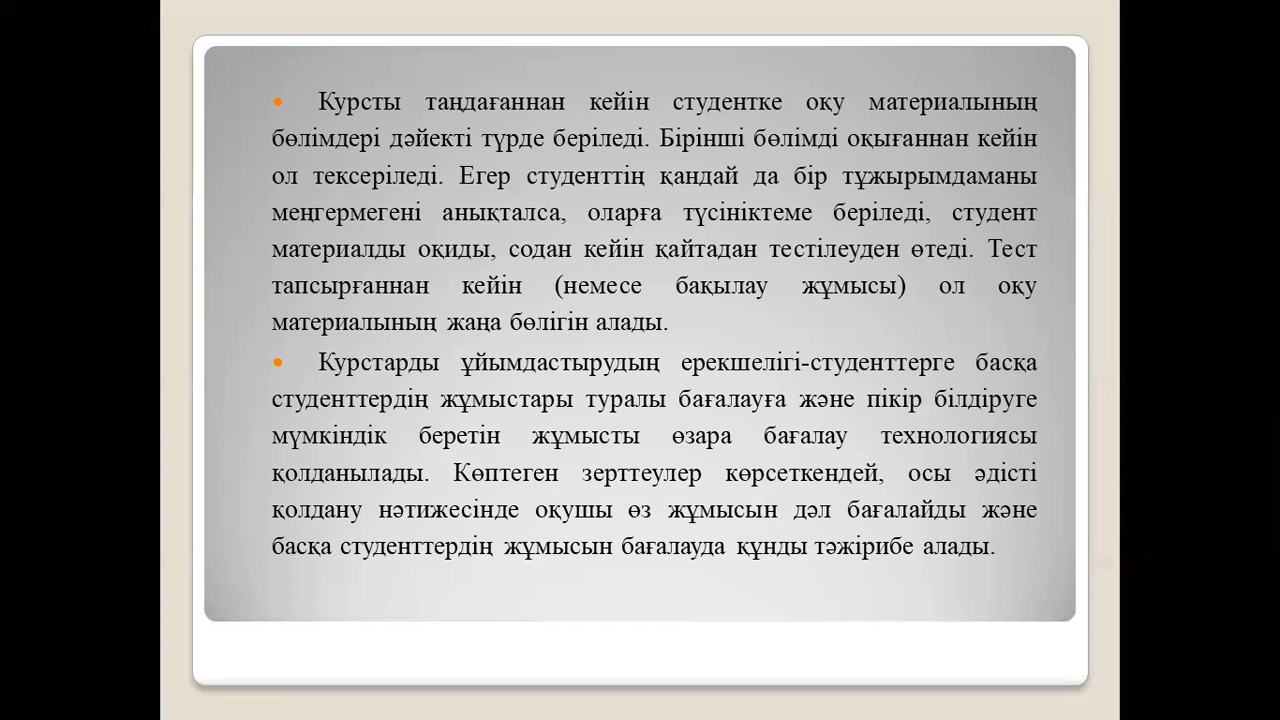 • Курсты таңдағаннан кейін студентке оқу материалының
бөлімдері дәйекті түрде беріледі. Бірінші бөлімді оқығаннан кейін
ол тексеріледі. Егер студенттің қандай да бір тұжырымдаманы
меңгермегені анықталса, оларға түсініктеме беріледі, студент
материалды оқиды, содан кейін қайтадан тестілеуден өтеді. Тест
тапсырғаннан кейін (немесе бақылау жұмысы) ол оқу
материалының жаңа бөлігін алады.
• Курстарды ұйымдастырудың ерекшелігі-студенттерге басқа
студенттердің жұмыстары туралы бағалауға және пікір білдіруге
мүмкіндік беретін жұмысты өзара бағалау технологиясы
қолданылады. Көптеген зерттеулер көрсеткендей, осы әдісті
қолдану нәтижесінде оқушы өз жұмысын дәл бағалайды және
басқа студенттердің жұмысын бағалауда құнды тәжірибе алады.